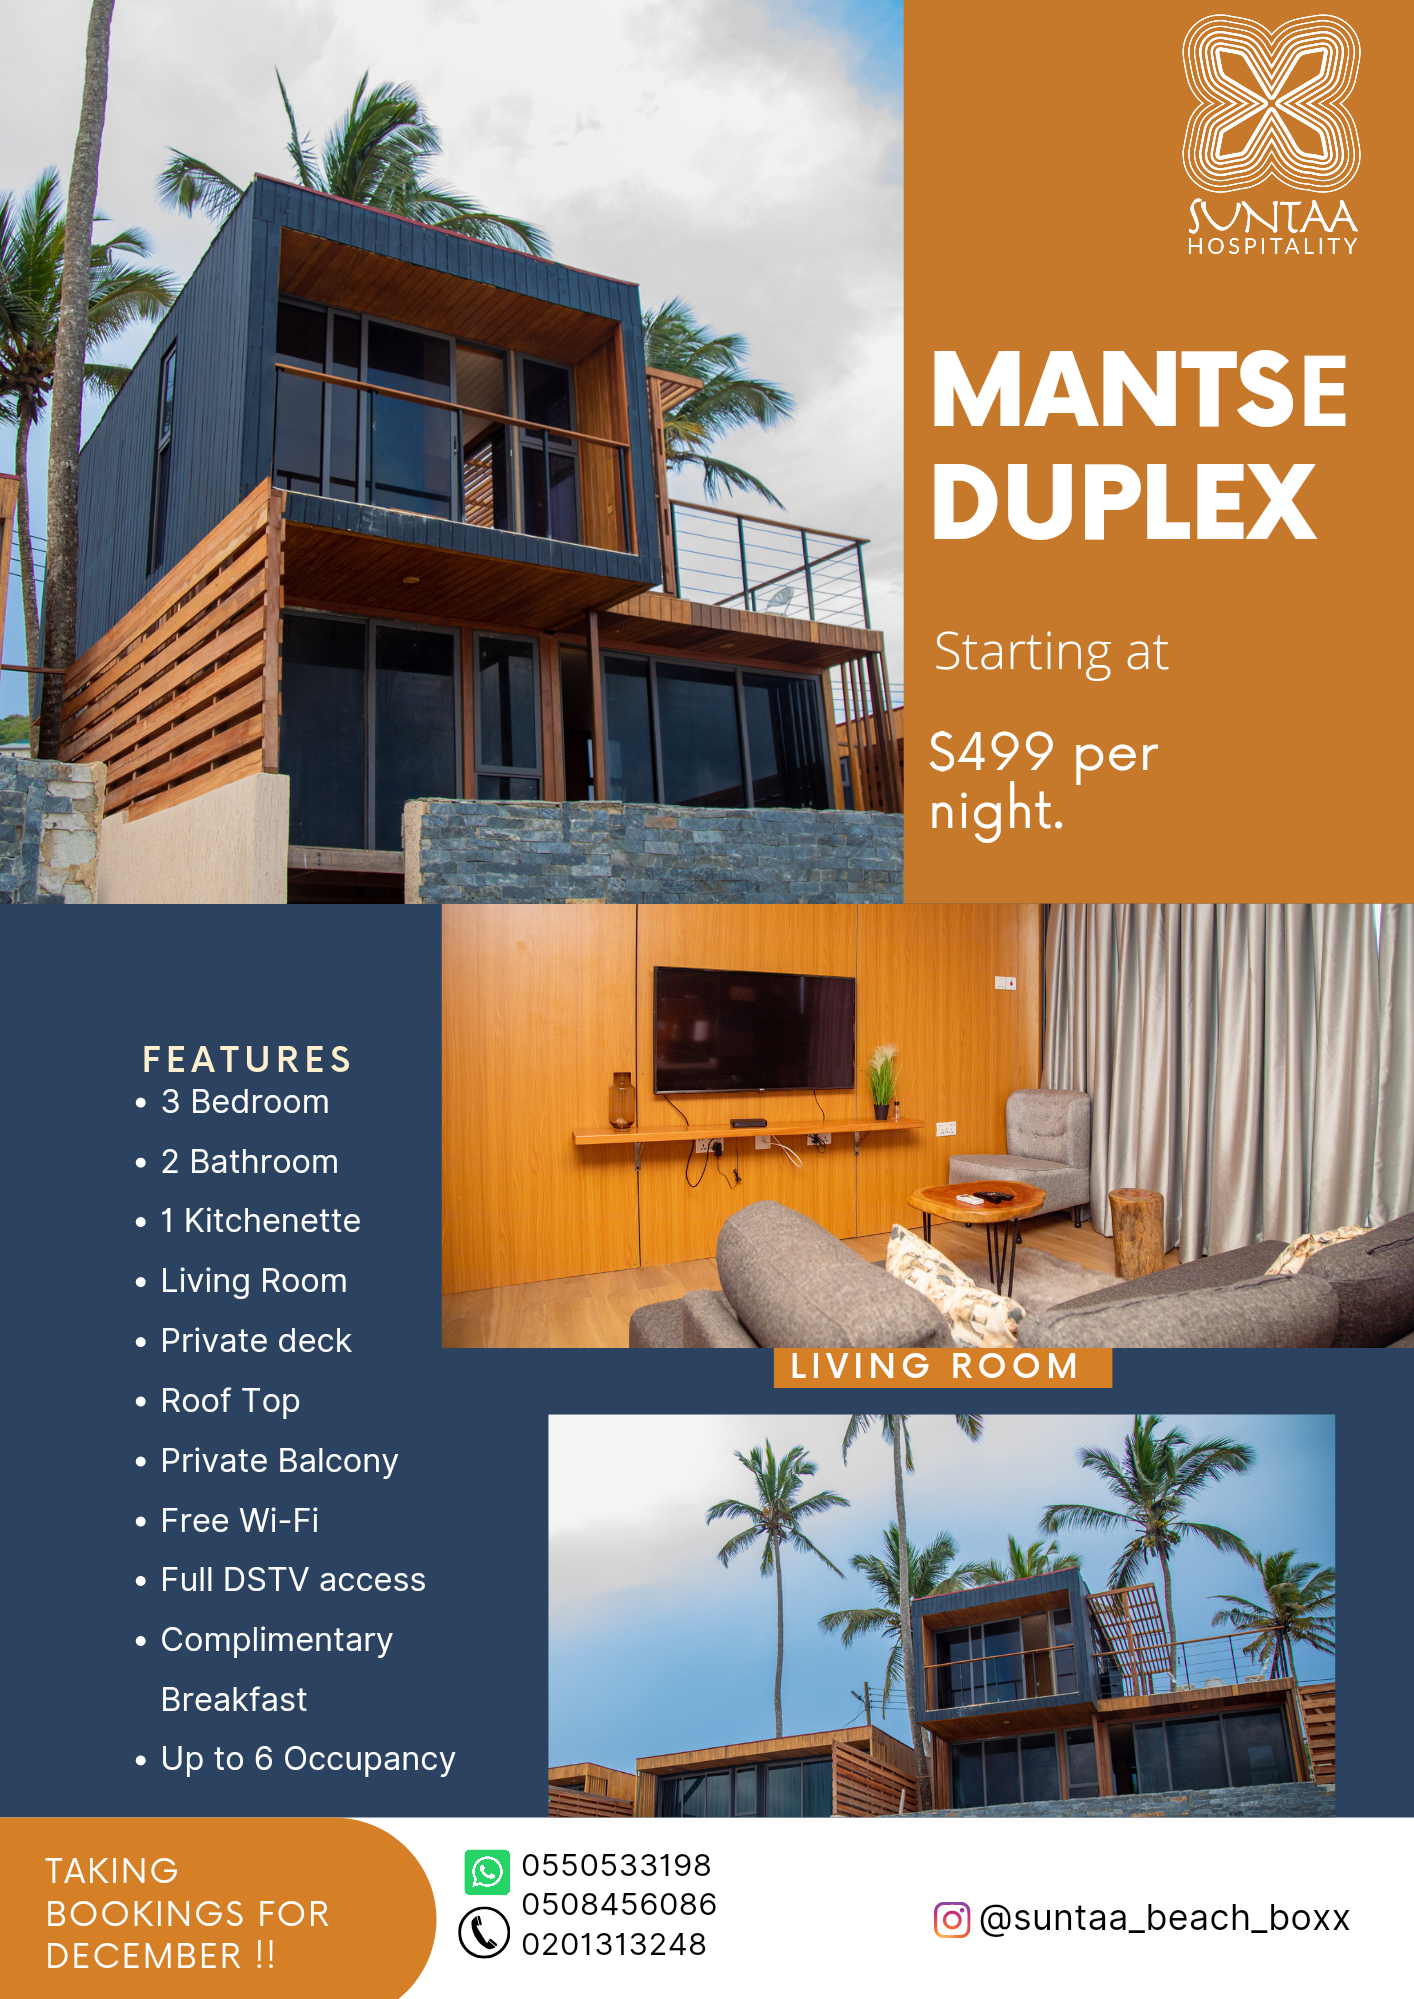 SUNTAA
HOSPITALITY
MANTSE
DUPLEX
Starting at
$499 per
night.
FEATURES
• 3 Bedroom
• 2 Bathroom
• 1 Kitchenette
• Living Room
• Private deck
• Roof Top
• Private Balcony
• Free Wi-Fi
• Full DSTV access
• Complimentary
Breakfast
• Up to 6 Occupancy
LIVING ROOM
TAKING
BOOKINGS FOR
DECEMBER !!
0550533198
0508456086
0201313248
@suntaa_beach_boxx